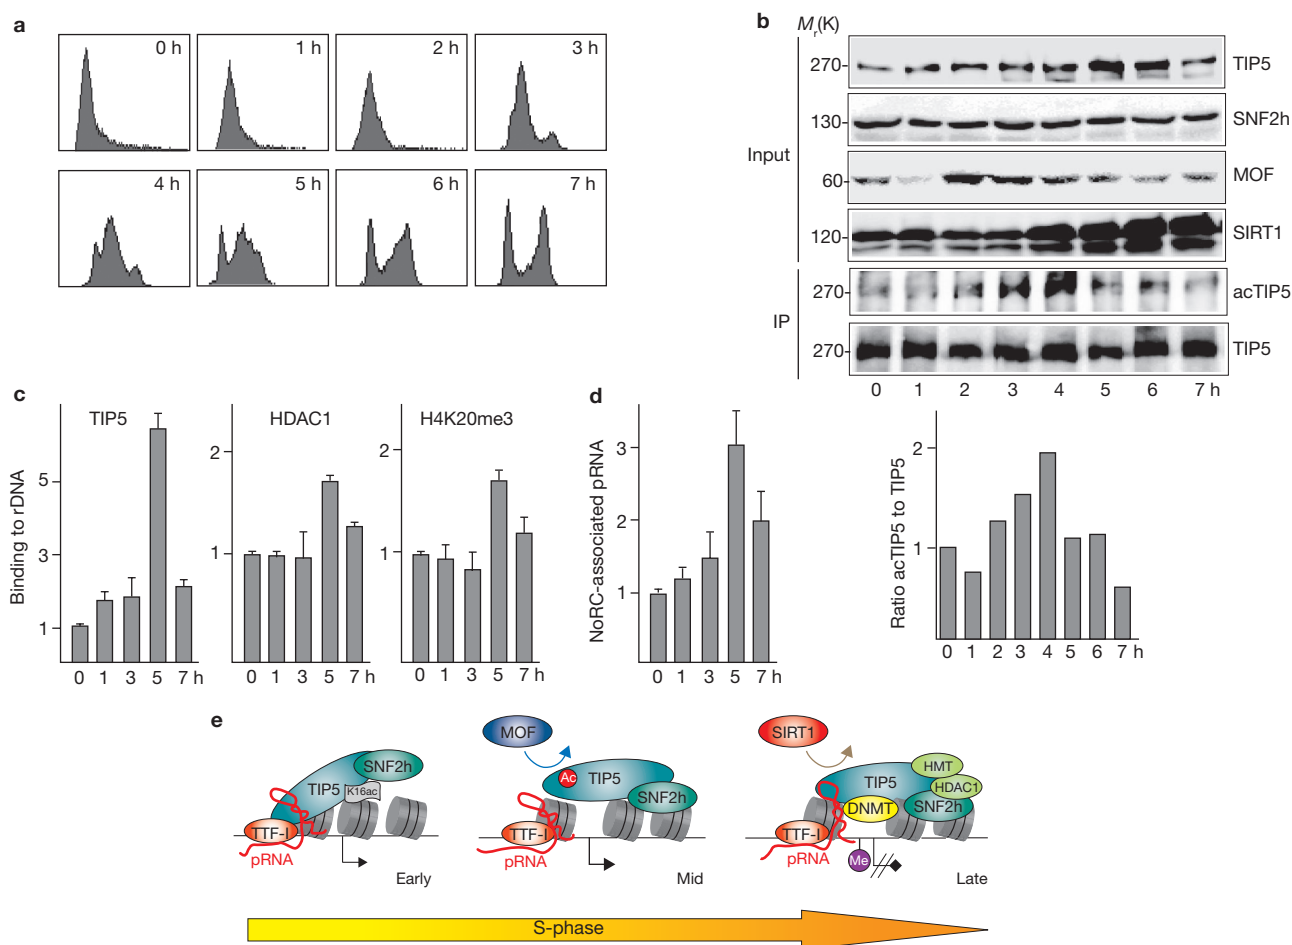 a
0 h
1 h
2 h
3 h
4 h
5 h
6 h
7 h
b
Mr(K)
Input
270
TIP5
130
SNF2h
60
MOF
120
SIRT1
IP
270
acTIP5
270
TIP5
0 1 2 3 4 5 6 7 h
Ratio acTIP5 to TIP5
2
1
0 1 2 3 4 5 6 7 h
c
Binding to rDNA
TIP5
5
3
1
0 1 3 5 7 h
HDAC1
2
1
0 1 3 5 7 h
H4K20me3
2
1
0 1 3 5 7 h
d
NoRC-associated pRNA
3
2
1
0 1 3 5 7 h
e
SNF2h
TIP5
K16ac
TTF-I
pRNA
Early
MOF
Ac
TIP5
SNF2h
TTF-I
pRNA
Mid
SIRT1
TIP5
HMT
HDAC1
DNMT
SNF2h
TTF-I
pRNA
Me
Late
S-phase